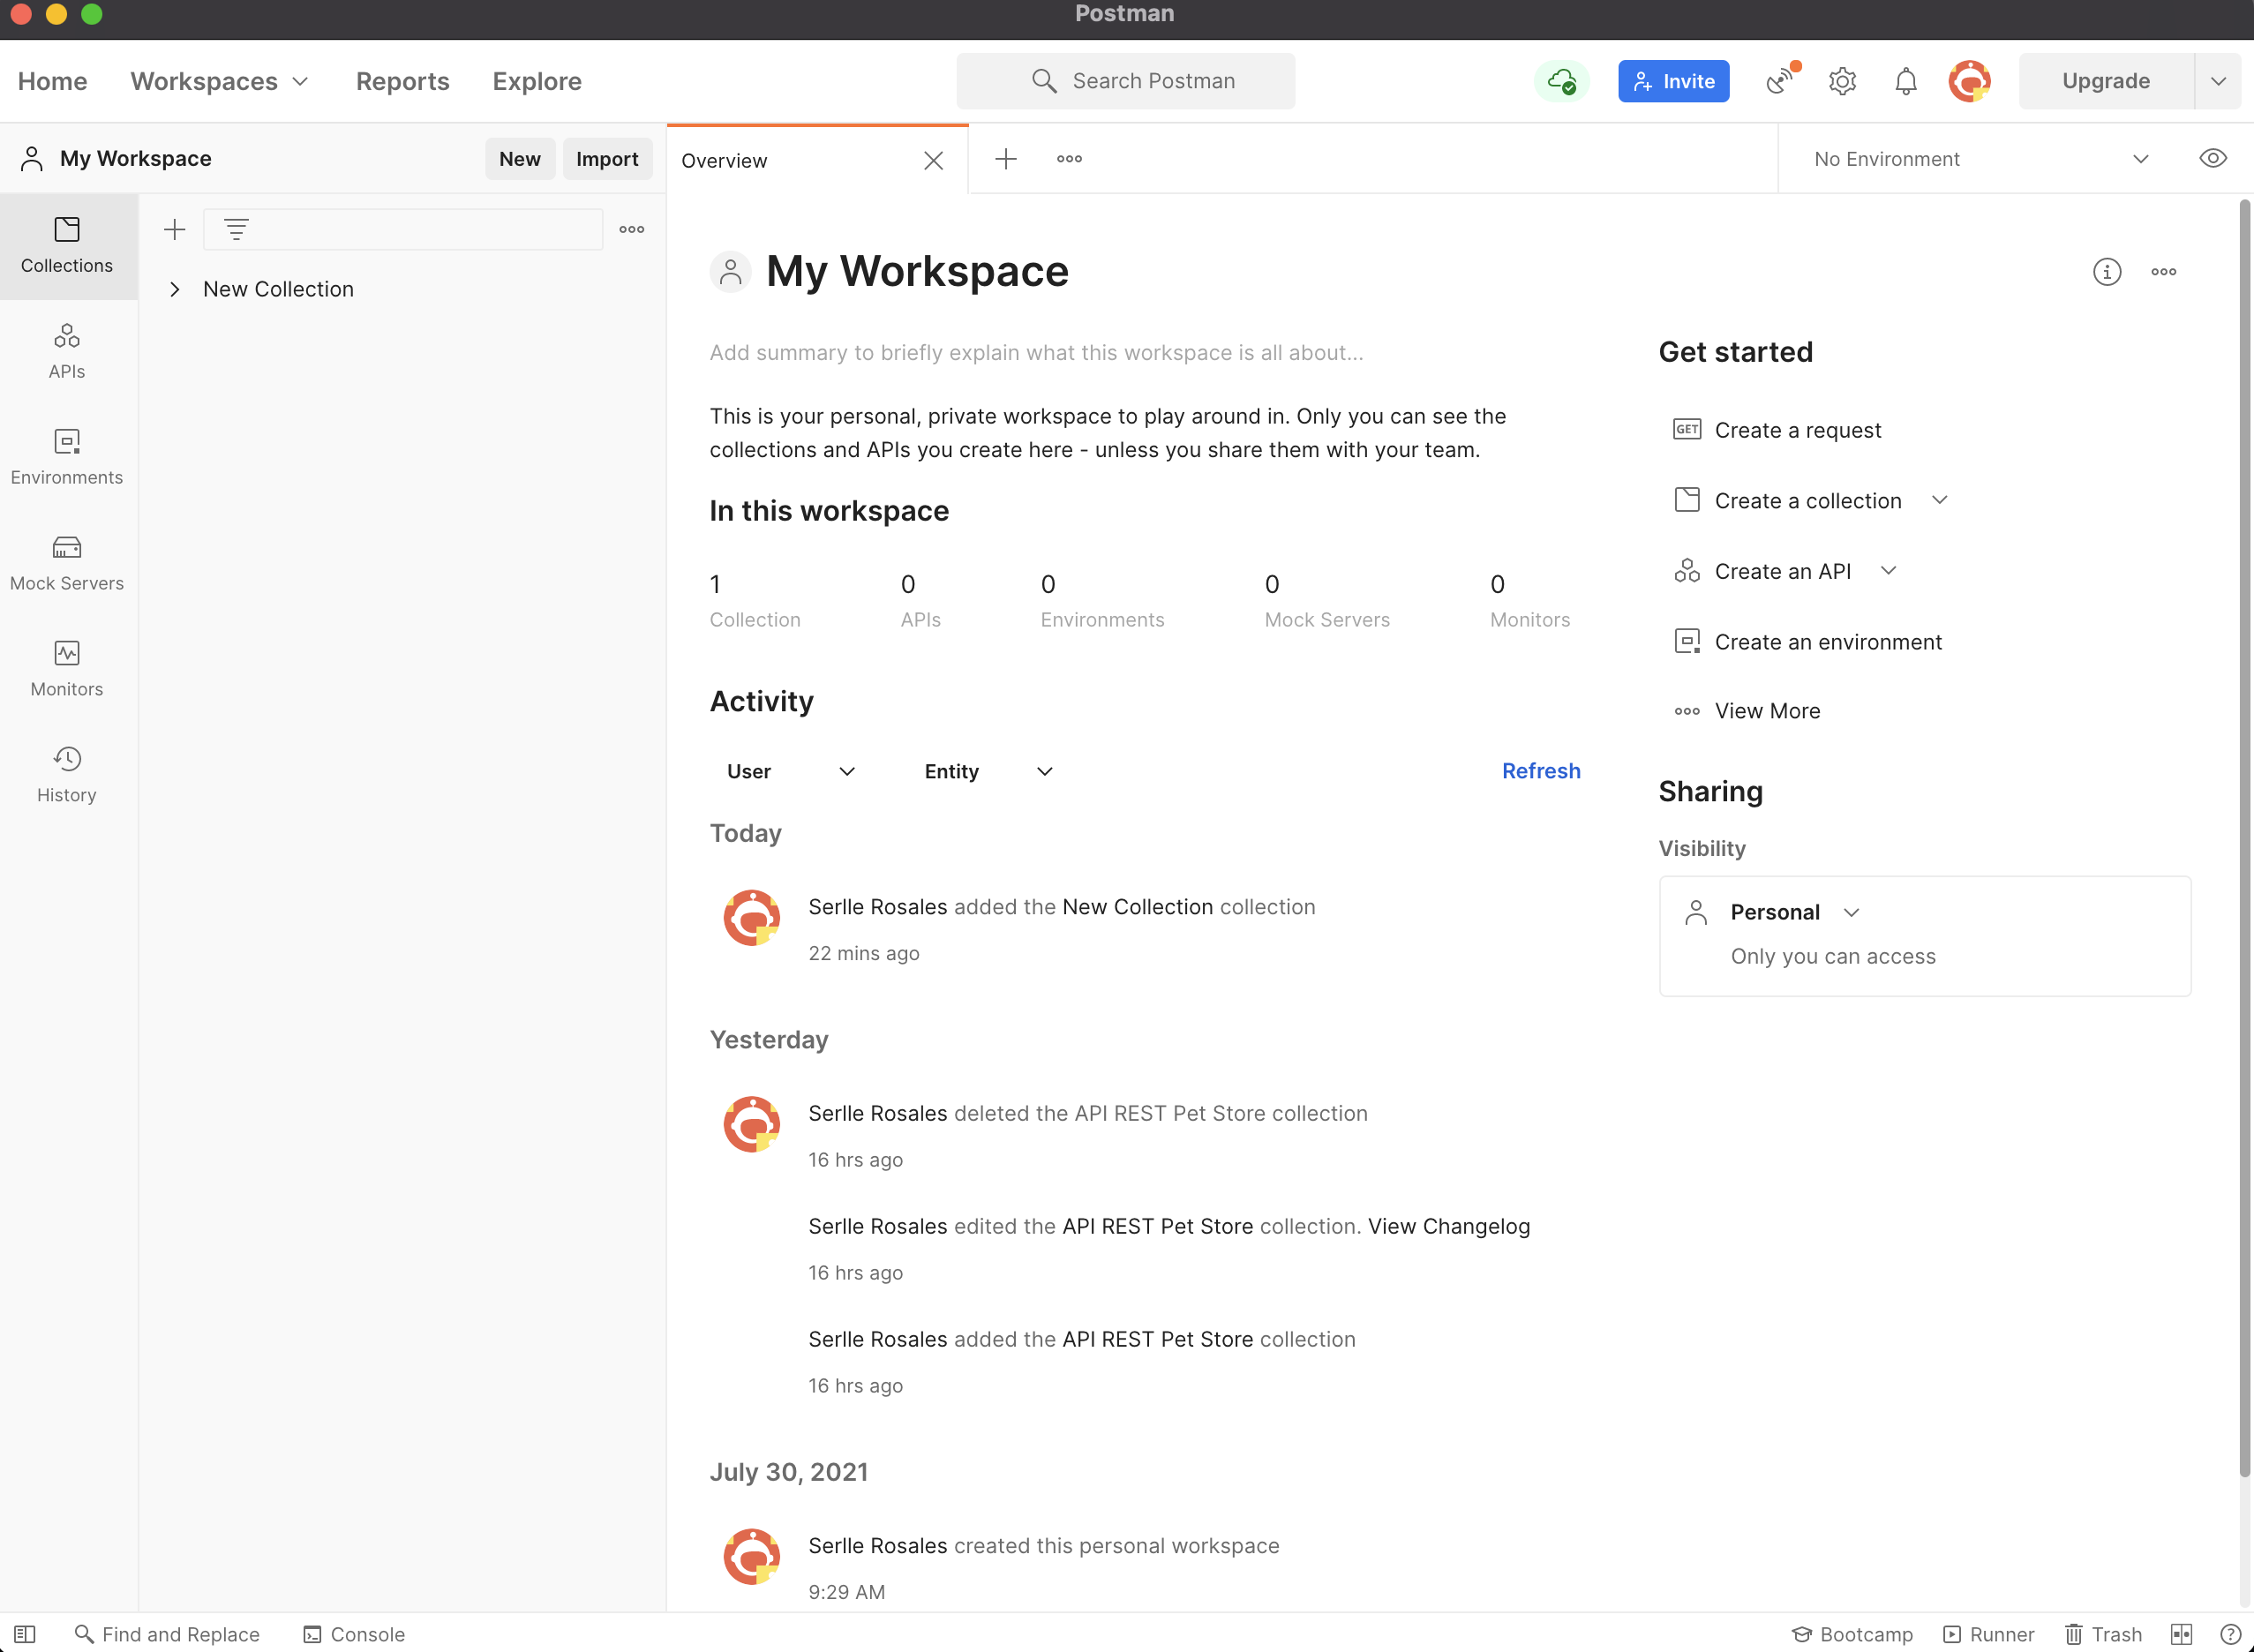 Postman
Home Workspaces Reports Explore
Search Postman
Invite
Upgrade
My Workspace
New Import
Overview
No Environment
Collections
APIs
Environments
Mock Servers
Monitors
History
New Collection
My Workspace
Add summary to briefly explain what this workspace is all about...
This is your personal, private workspace to play around in. Only you can see the
collections and APIs you create here - unless you share them with your team.
In this workspace
1 0 0 0 0
Collection APIs Environments Mock Servers Monitors
Activity
User Entity Refresh
Today
Serlle Rosales added the New Collection collection
22 mins ago
Yesterday
Serlle Rosales deleted the API REST Pet Store collection
16 hrs ago
Serlle Rosales edited the API REST Pet Store collection. View Changelog
16 hrs ago
Serlle Rosales added the API REST Pet Store collection
16 hrs ago
July 30, 2021
Serlle Rosales created this personal workspace
9:29 AM
Get started
GET Create a request
Create a collection
Create an API
Create an environment
View More
Sharing
Visibility
Personal
Only you can access
Find and Replace Console
Bootcamp Runner Trash